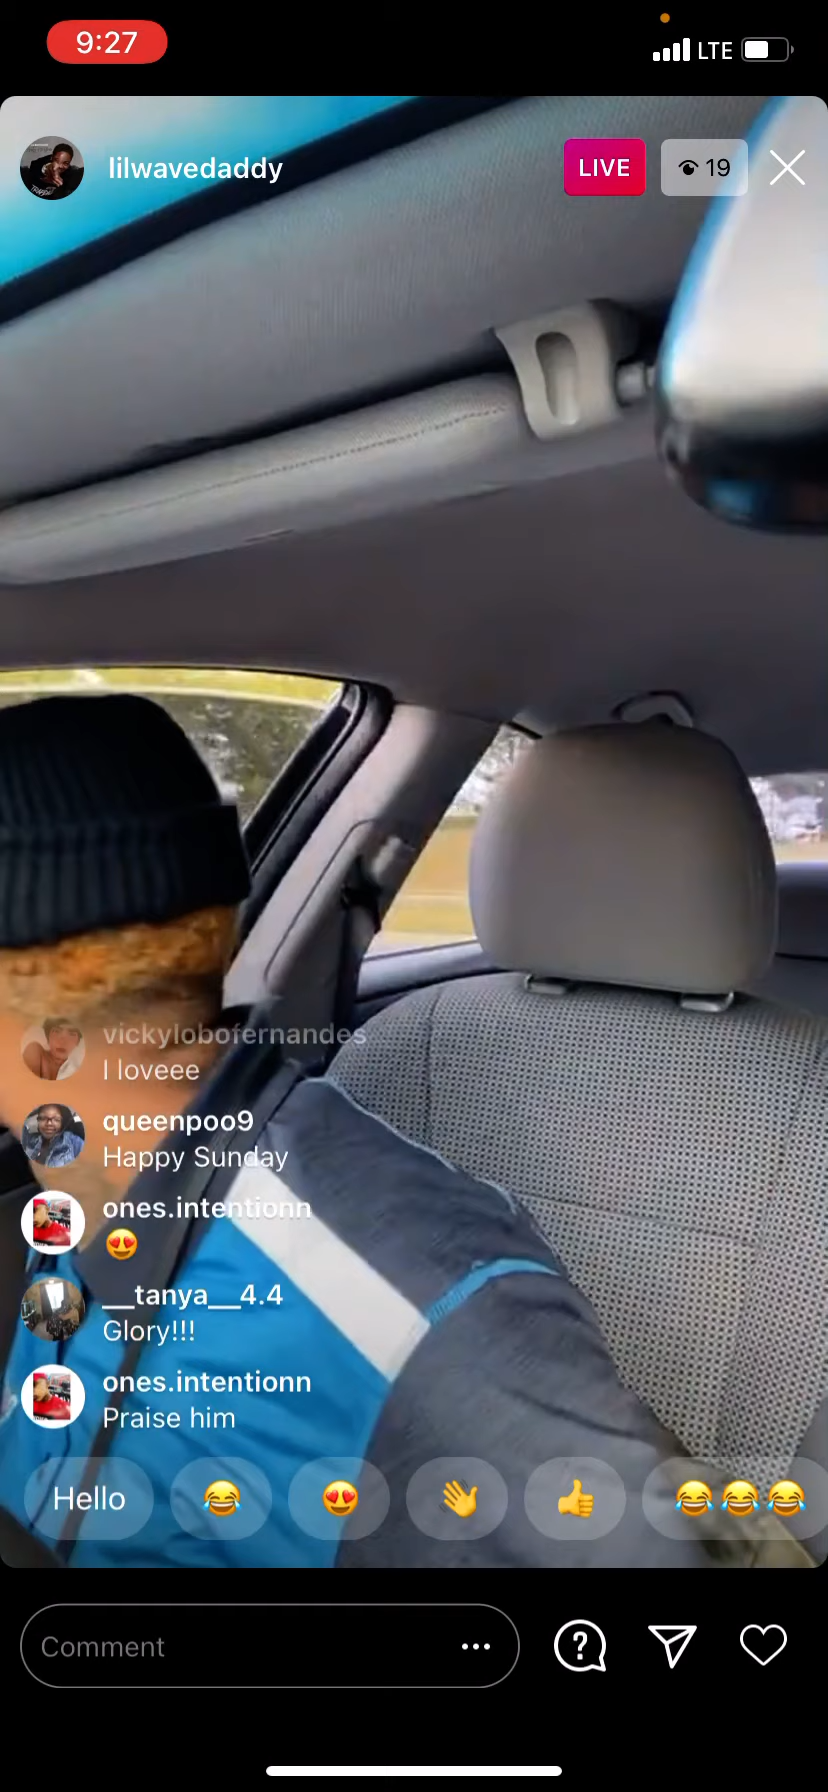 9:27
LTE
lilwavedaddy
LIVE
19
vickylobofernandes
I loveee
queenpoo9
Happy Sunday
ones.intentionn
😍
__tanya__4.4
Glory!!!
ones.intentionn
Praise him
Hello 😂 😍 👋 👍 😂😂😂
Comment